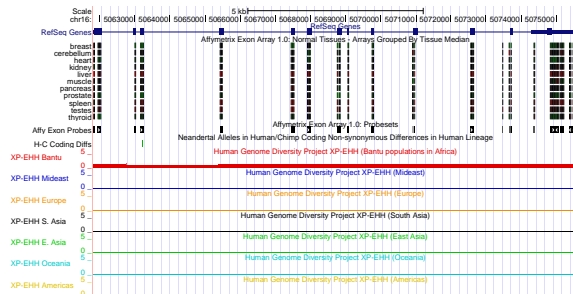 Scale 5 kb
chr16: 5063000 5064000 5065000 5066000 5067000 5068000 5069000 5070000 5071000 5072000 5073000 5074000 5075000
RefSeq Genes
RefSeq Genes
Affymetrix Exon Array 1.0: Normal Tissues - Arrays Grouped By Tissue Median
breast
cerebellum
heart
kidney
liver
muscle
pancreas
prostate
spleen
testes
thyroid
Affymetrix Exon Array 1.0: Probesets
Affy Exon Probes
Neandertal Alleles in Human/Chimp Coding Non-synonymous Differences in Human Lineage
H-C Coding Diffs
Human Genome Diversity Project XP-EHH (Bantu populations in Africa)
5
XP-EHH Bantu
0
Human Genome Diversity Project XP-EHH (Mideast)
5
XP-EHH Mideast
0
Human Genome Diversity Project XP-EHH (Europe)
5
XP-EHH Europe
0
Human Genome Diversity Project XP-EHH (South Asia)
5
XP-EHH S. Asia
0
Human Genome Diversity Project XP-EHH (East Asia)
5
XP-EHH E. Asia
0
Human Genome Diversity Project XP-EHH (Oceania)
5
XP-EHH Oceania
0
Human Genome Diversity Project XP-EHH (Americas)
5
XP-EHH Americas
0